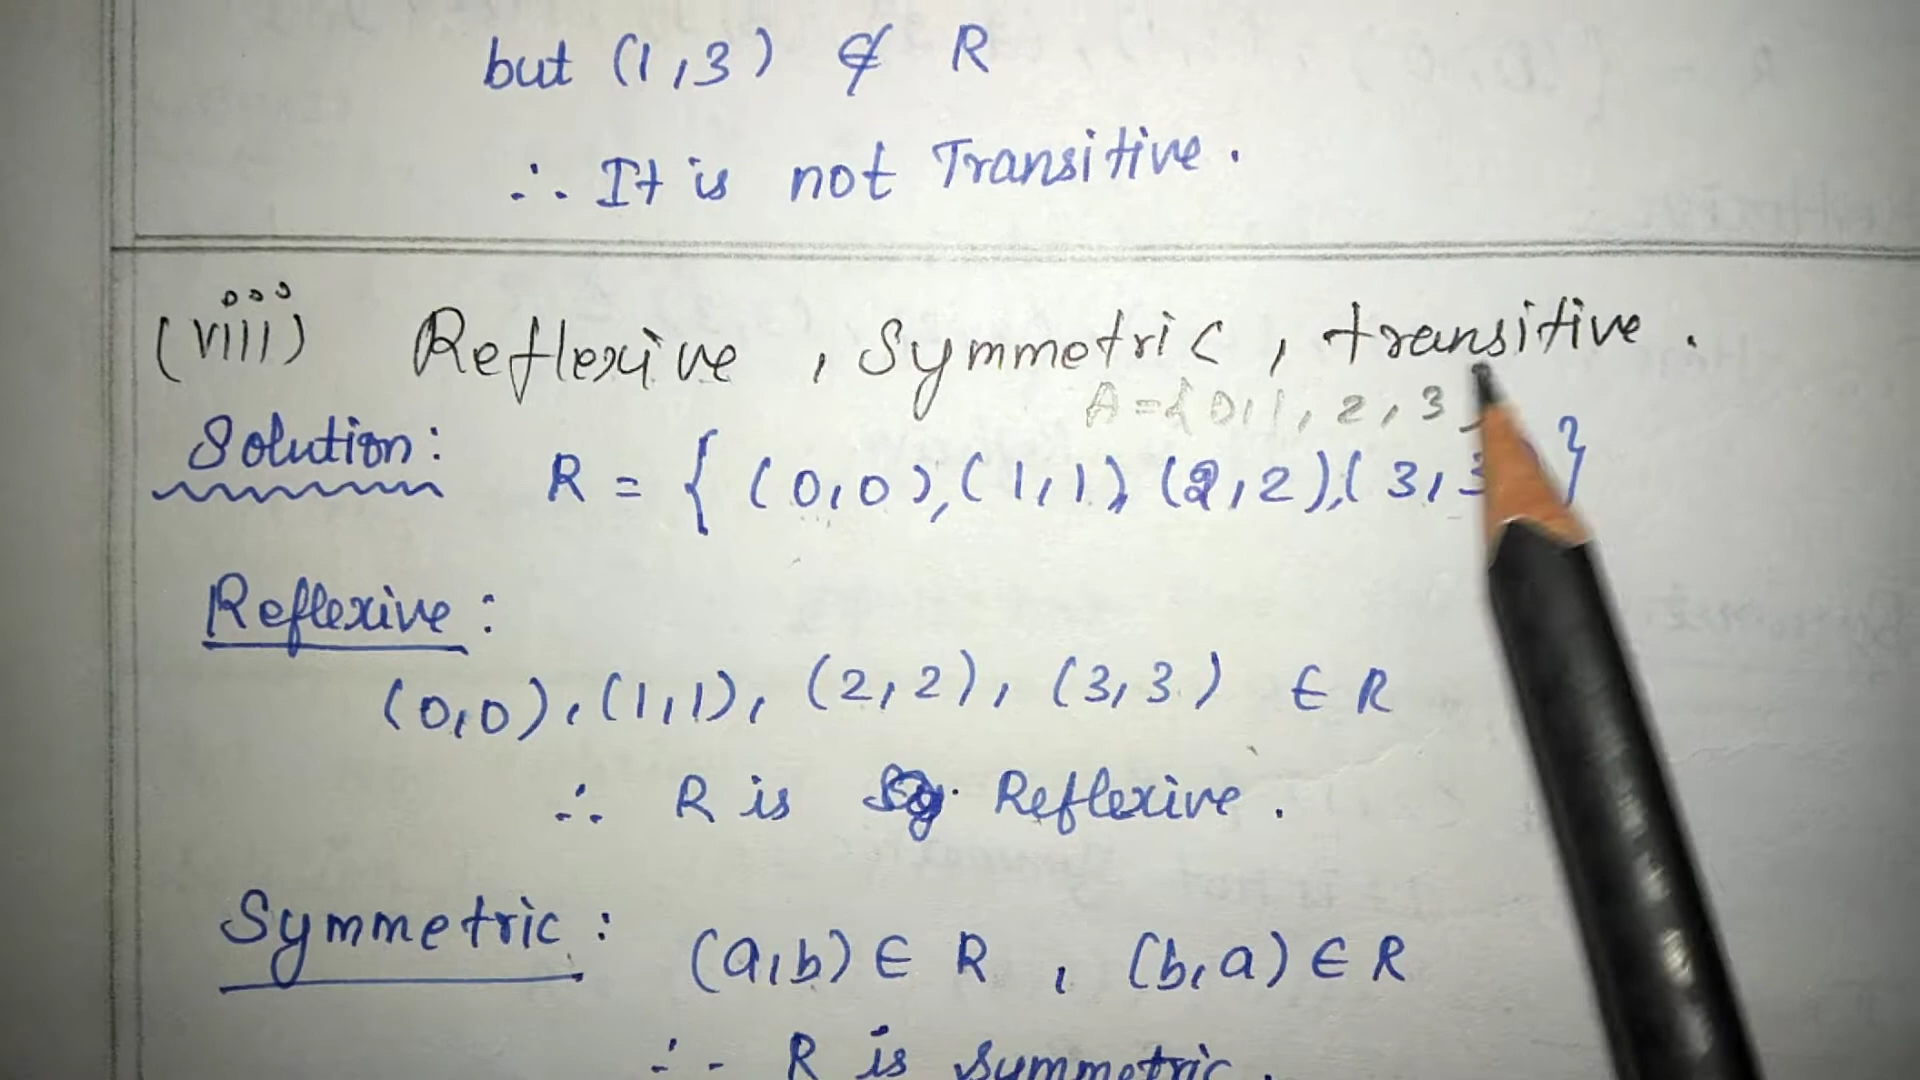 but (1,3) ∉ R
∴ It is not Transitive.
(viii) Reflexive, Symmetric, transitive.
A={0,1,2,3
Solution: R = { (0,0),(1,1),(2,2),(3,3 }
Reflexive:
(0,0),(1,1),(2,2),(3,3) ∈ R
∴ R is Reflexive.
Symmetric: (a,b) ∈ R , (b,a) ∈ R
∴ R is symmetric.